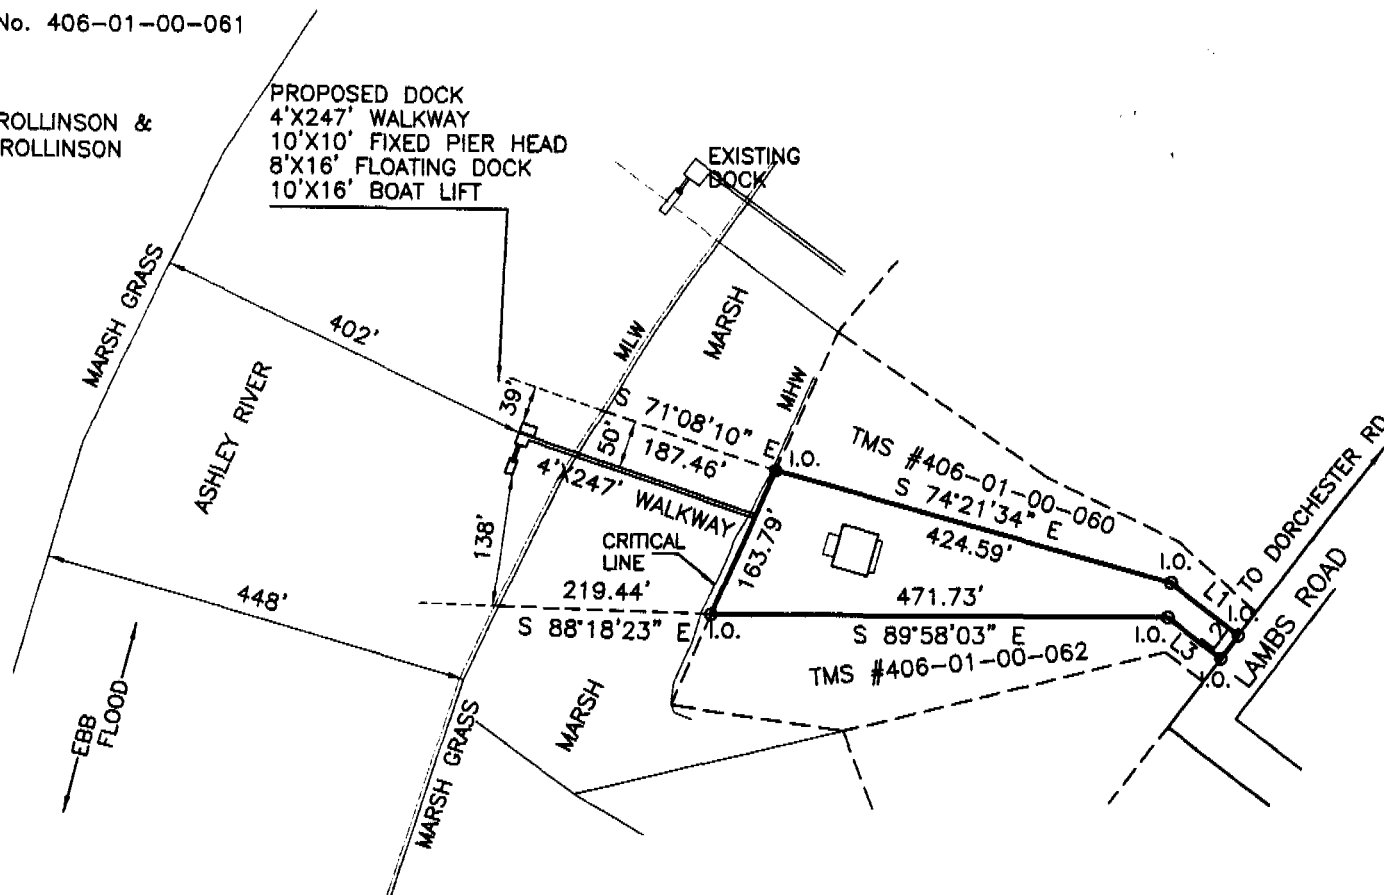 No. 406-01-00-061
ROLLINSON &
ROLLINSON
PROPOSED DOCK
4'X247' WALKWAY
10'X10' FIXED PIER HEAD
8'X16' FLOATING DOCK
10'X16' BOAT LIFT
EXISTING
DOCK
MARSH GRASS
402'
ASHLEY RIVER
MLW
MARSH
MHW
39'
S 71°08'10" E
50'
187.46'
4'X247' WALKWAY
138'
I.O.
TMS #406-01-00-060
S 74°21'34" E
424.59'
TO DORCHESTER RD
LAMBS ROAD
CRITICAL
LINE
163.79'
219.44'
S 88°18'23" E
I.O.
471.73'
S 89°58'03" E
TMS #406-01-00-062
I.O.
L1
I.O.
I.O.
L3
2
I.O.
448'
EBB
FLOOD
MARSH
MARSH GRASS